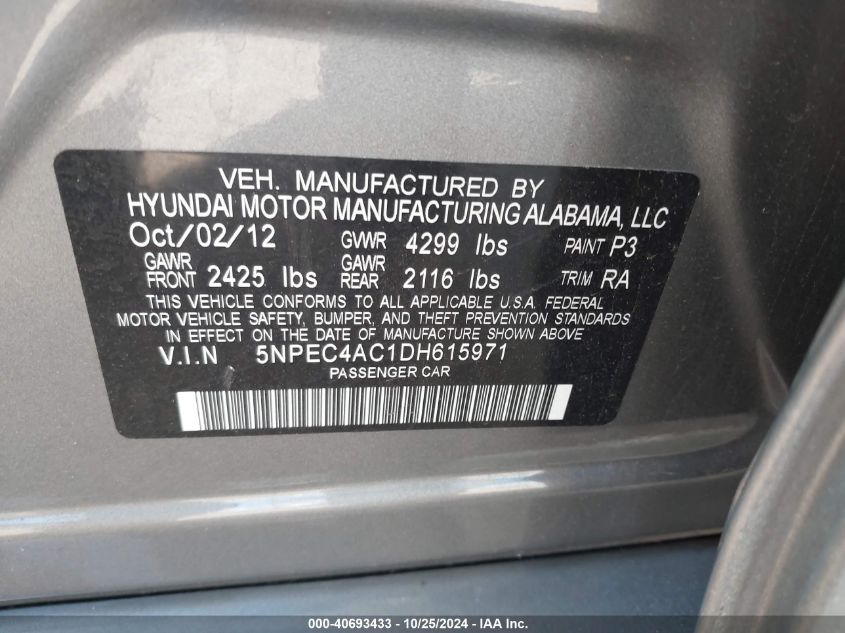 VEH. MANUFACTURED BY
HYUNDAI MOTOR MANUFACTURING ALABAMA, LLC
Oct/02/12 GVWR 4299 lbs PAINT P3
GAWR FRONT 2425 lbs GAWR REAR 2116 lbs TRIM RA
THIS VEHICLE CONFORMS TO ALL APPLICABLE U.S.A. FEDERAL
MOTOR VEHICLE SAFETY, BUMPER, AND THEFT PREVENTION STANDARDS
IN EFFECT ON THE DATE OF MANUFACTURE SHOWN ABOVE
V.I.N 5NPEC4AC1DH615971
PASSENGER CAR
000-40693433 - 10/25/2024 - © IAA, Inc.